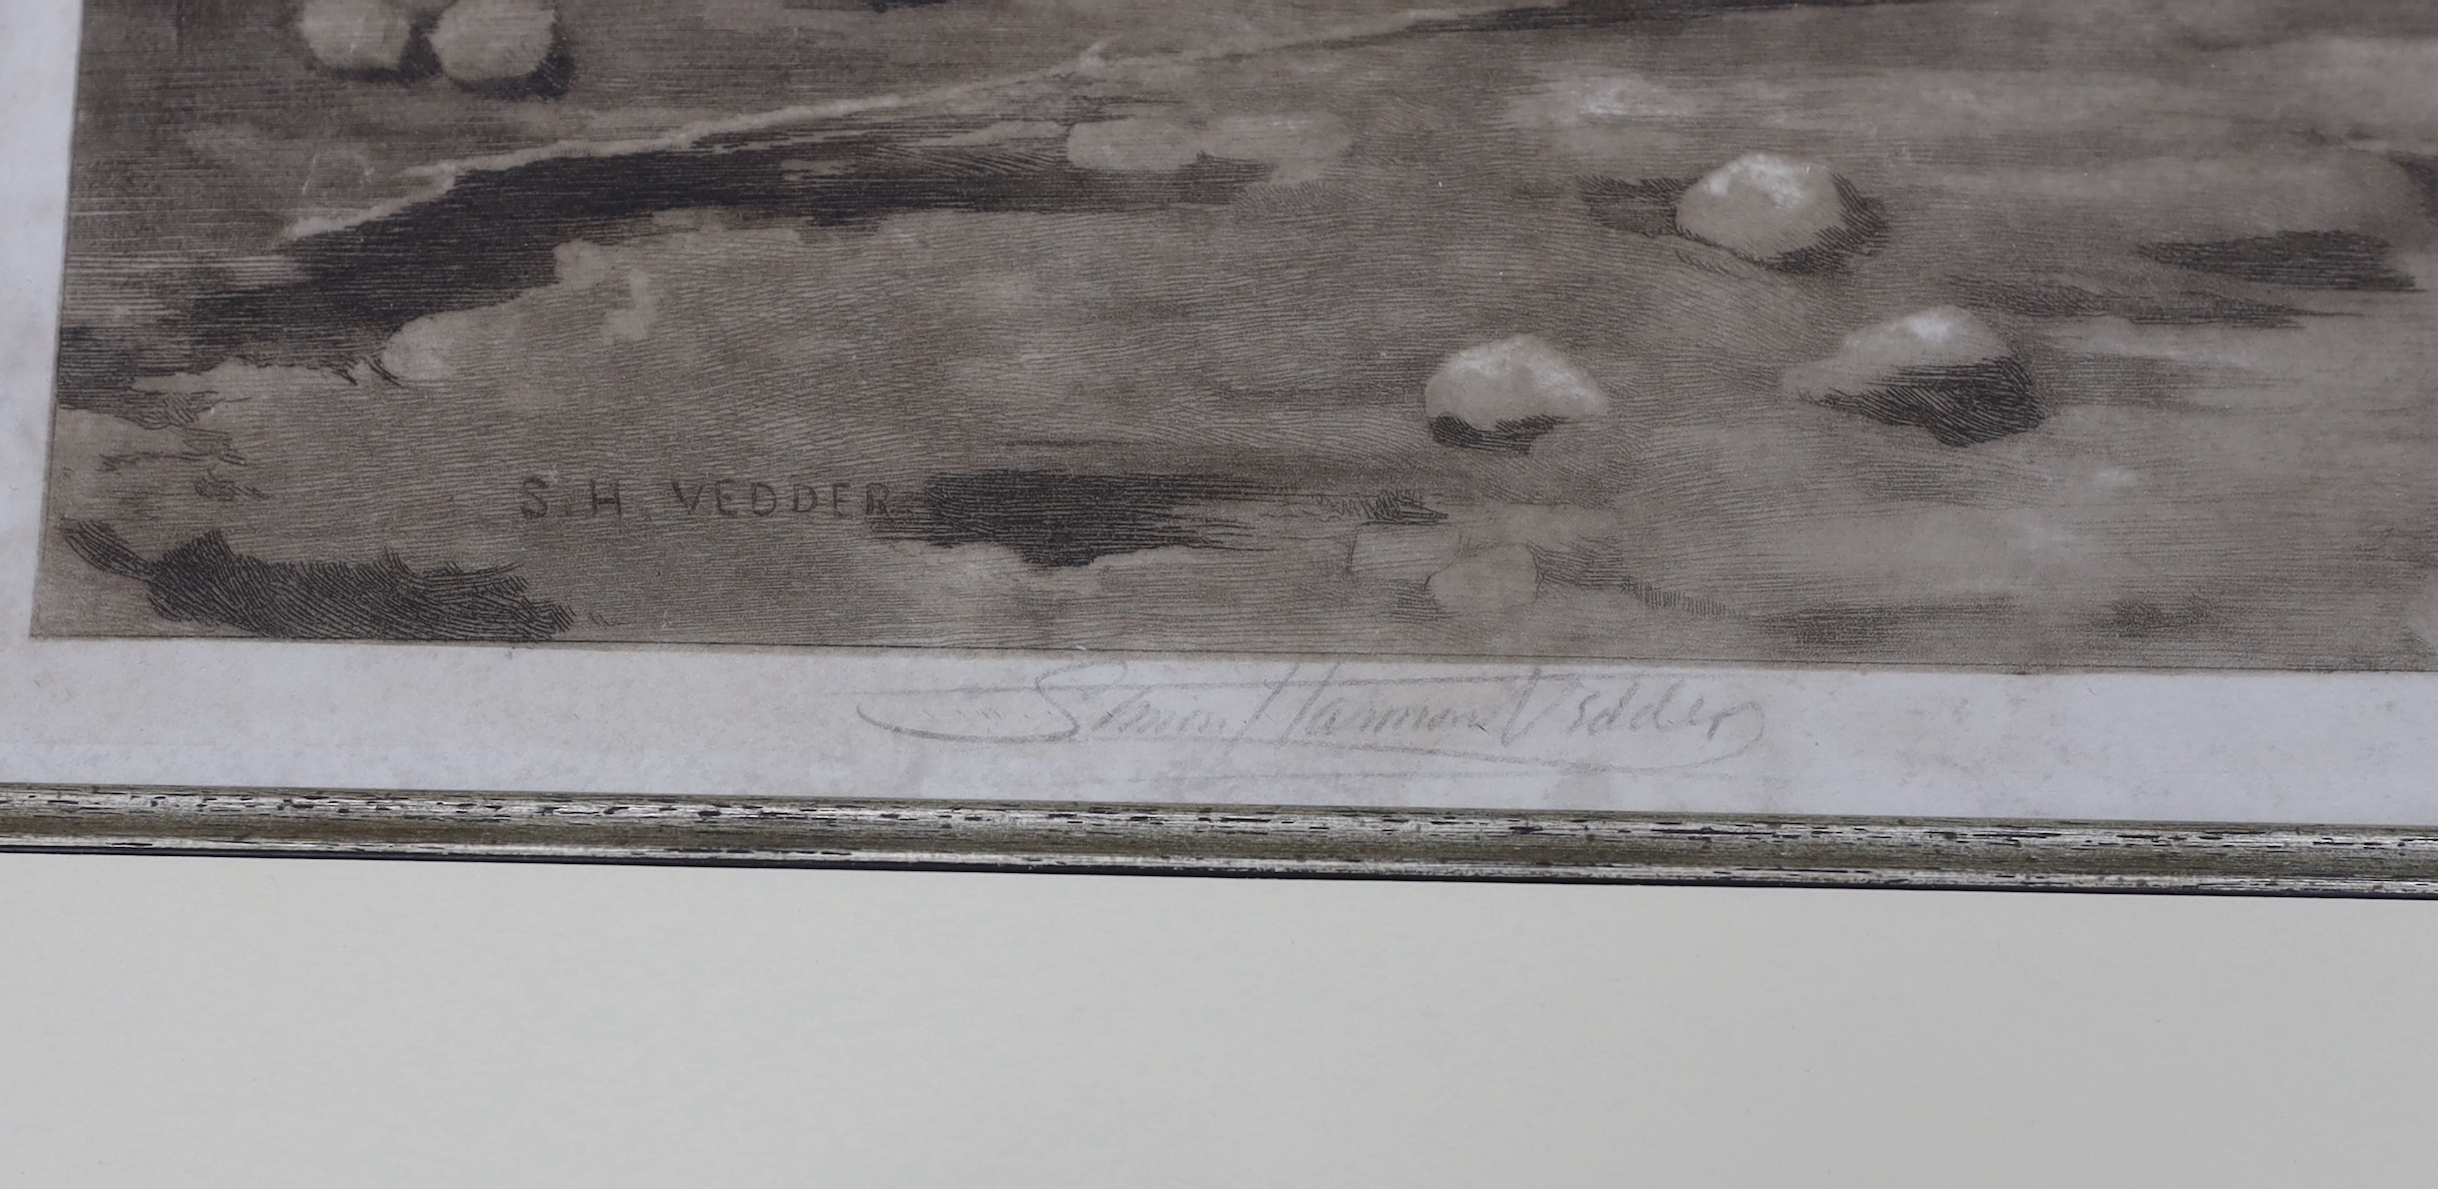 S. H. VEDDER.
Simon Harmon Vedder